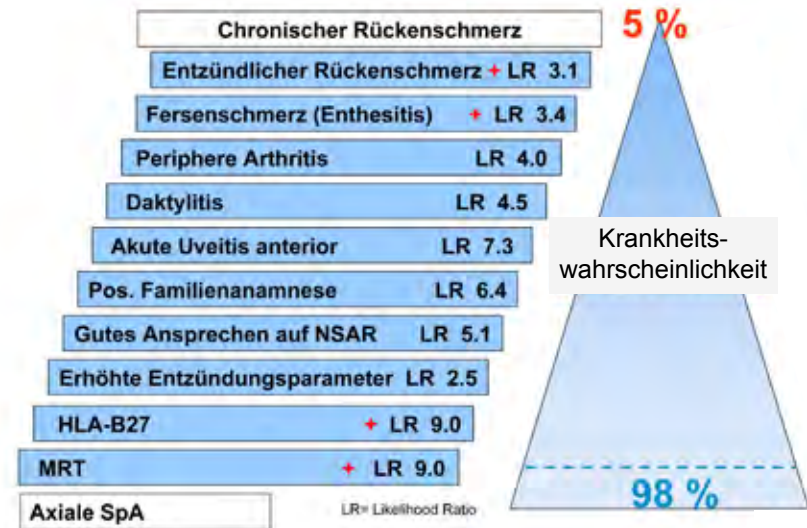 Chronischer Rückenschmerz
5 %
Entzündlicher Rückenschmerz + LR 3.1
Fersenschmerz (Enthesitis) + LR 3.4
Periphere Arthritis LR 4.0
Daktylitis LR 4.5
Akute Uveitis anterior LR 7.3
Krankheits-
wahrscheinlichkeit
Pos. Familienanamnese LR 6.4
Gutes Ansprechen auf NSAR LR 5.1
Erhöhte Entzündungsparameter LR 2.5
HLA-B27 + LR 9.0
MRT + LR 9.0
98 %
Axiale SpA
LR= Likelihood Ratio